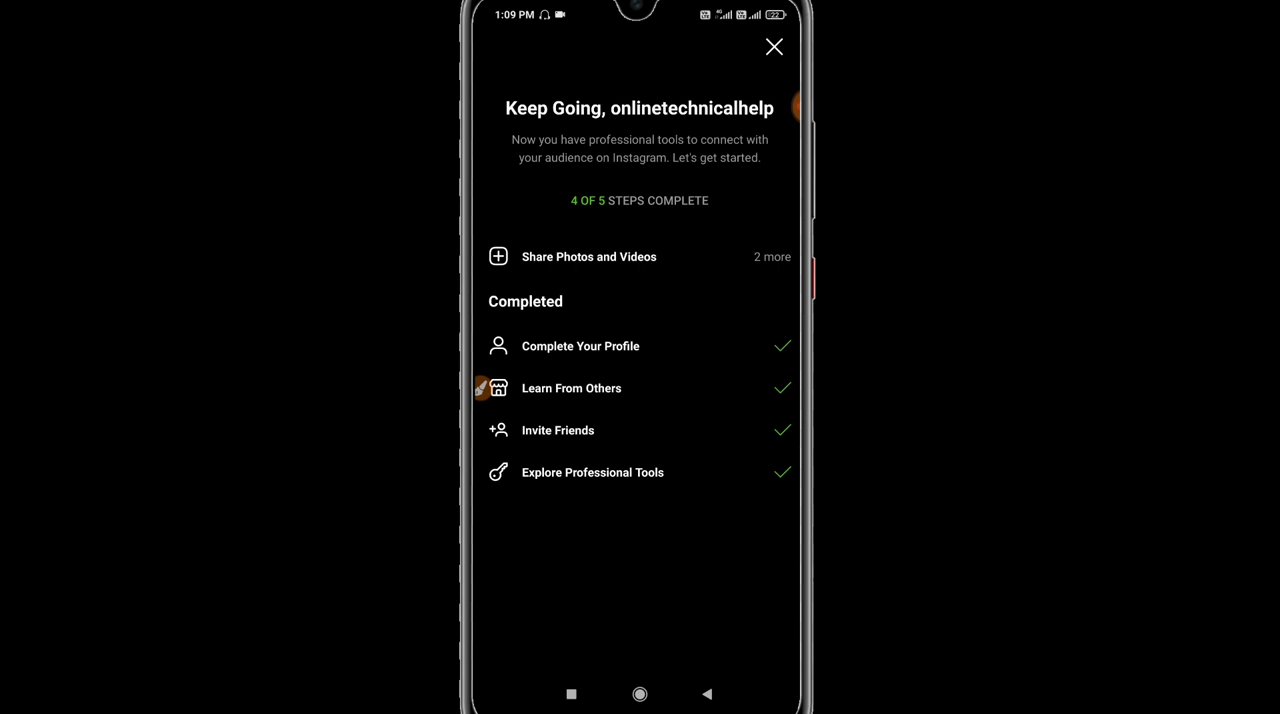 1:09 PM
22
Keep Going, onlinetechnicalhelp
Now you have professional tools to connect with
your audience on Instagram. Let's get started.
4 OF 5 STEPS COMPLETE
Share Photos and Videos 2 more
Completed
Complete Your Profile
Learn From Others
Invite Friends
Explore Professional Tools